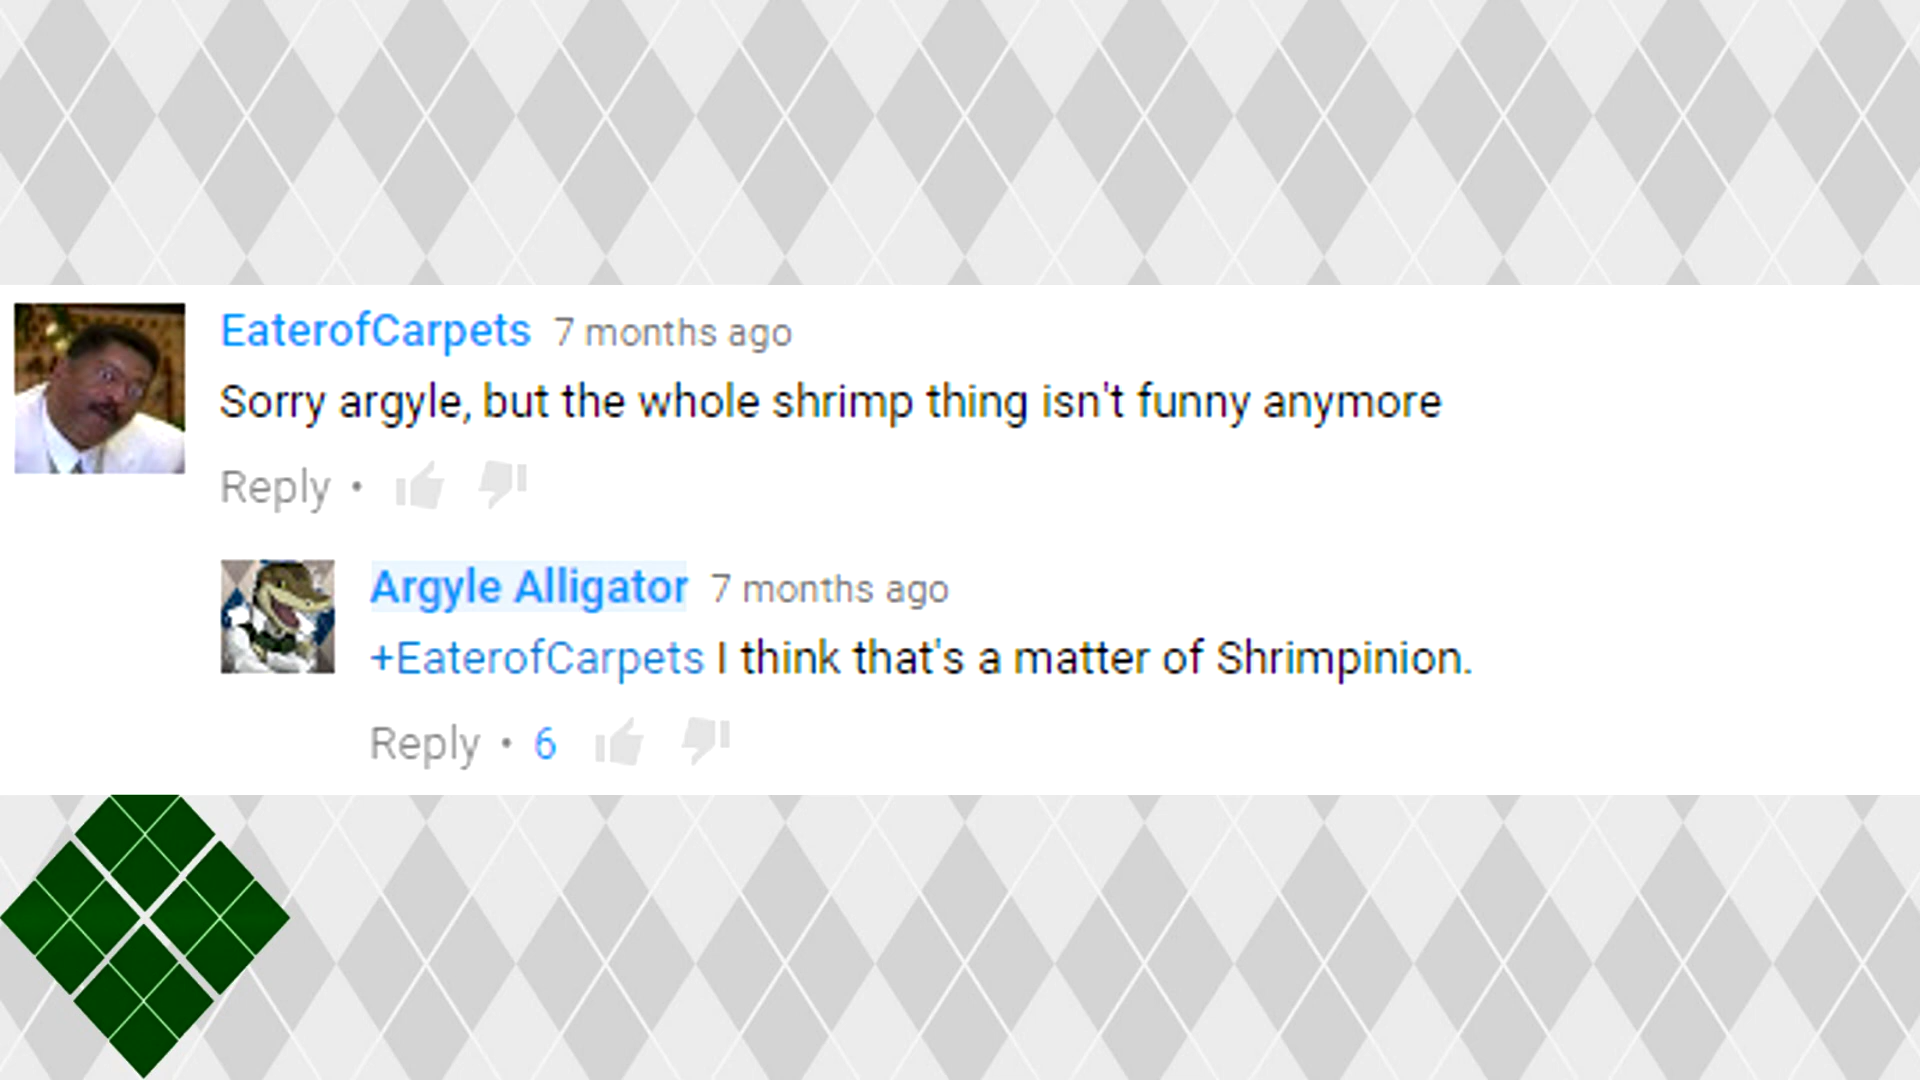 EaterofCarpets 7 months ago
Sorry argyle, but the whole shrimp thing isn't funny anymore
Reply •
Argyle Alligator 7 months ago
+EaterofCarpets I think that's a matter of Shrimpinion.
Reply • 6